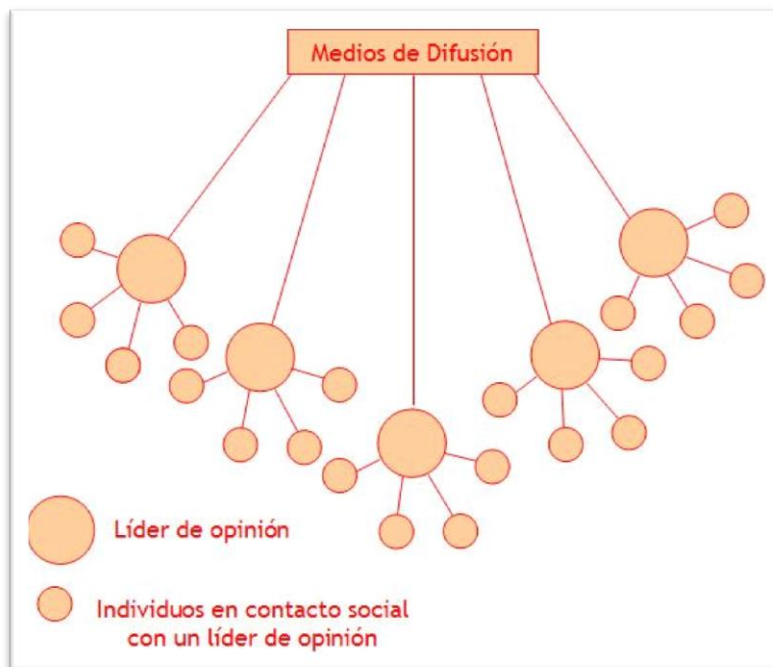 Medios de Difusión
Líder de opinión
Individuos en contacto social
con un líder de opinión